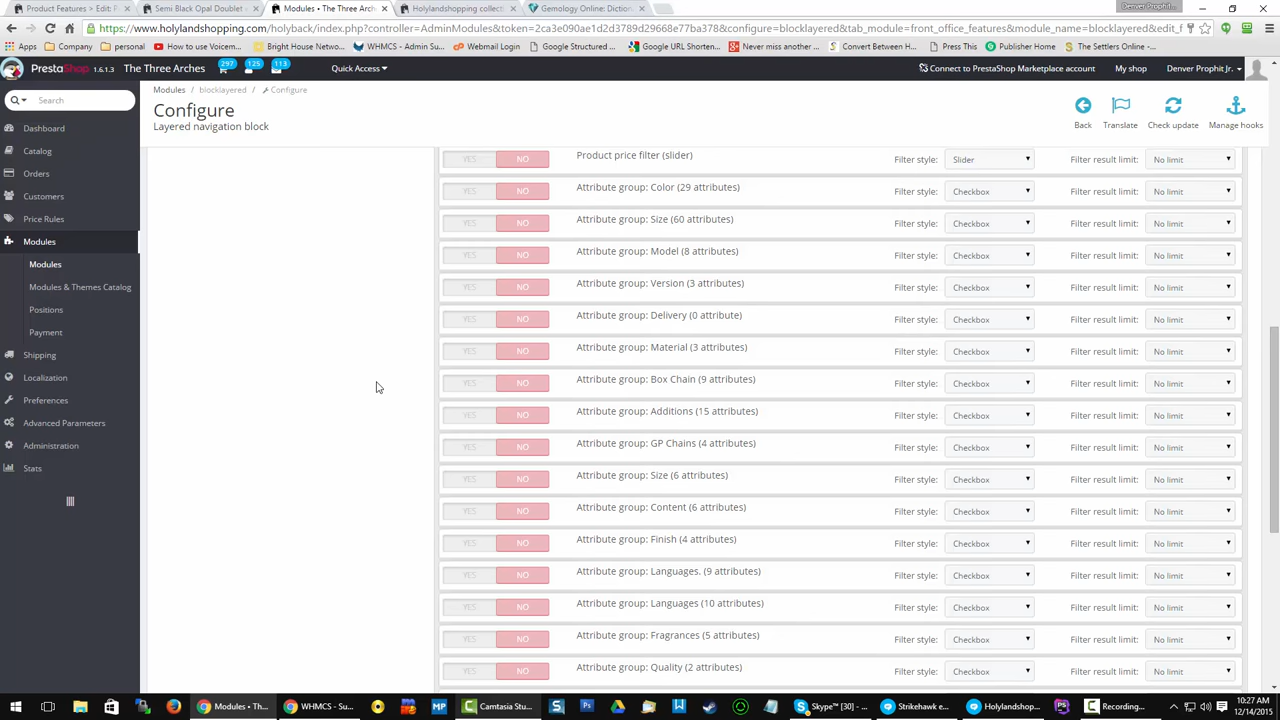 Product Features > Edit: F
Semi Black Opal Doublet
Modules • The Three Arch
Holylandshopping collecti
Gemology Online: Diction
Denver Prophit J
https://www.holylandshopping.com/holyback/index.php?controller=AdminModules&token=2ca3e090ae1d2d3789d29668e77ba378&configure=blocklayered&tab_module=front_office_features&module_name=blocklayered&edit_f
Apps
Company
personal
How to use Voicem
Bright House Netwo
WHMCS - Su
Webmail Login
Google Structured
Google URL Shorten
Never miss another
Convert Between H
Press This
Publisher Home
The Settlers Online
PrestaShop 1.6.1.3 The Three Arches 297 125 113 Quick Access
Connect to PrestaShop Marketplace account
My shop
Denver Prophit Jr.
Search
Modules / blocklayered / Configure
Configure
Layered navigation block
Back
Translate
Check update
Manage hooks
Dashboard
Catalog
Orders
Customers
Price Rules
Modules
Modules
Modules & Themes Catalog
Positions
Payment
Shipping
Localization
Preferences
Advanced Parameters
Administration
Stats
YES NO Product price filter (slider) Filter style: Slider Filter result limit: No limit
YES NO Attribute group: Color (29 attributes) Filter style: Checkbox Filter result limit: No limit
YES NO Attribute group: Size (60 attributes) Filter style: Checkbox Filter result limit: No limit
YES NO Attribute group: Model (8 attributes) Filter style: Checkbox Filter result limit: No limit
YES NO Attribute group: Version (3 attributes) Filter style: Checkbox Filter result limit: No limit
YES NO Attribute group: Delivery (0 attribute) Filter style: Checkbox Filter result limit: No limit
YES NO Attribute group: Material (3 attributes) Filter style: Checkbox Filter result limit: No limit
YES NO Attribute group: Box Chain (9 attributes) Filter style: Checkbox Filter result limit: No limit
YES NO Attribute group: Additions (15 attributes) Filter style: Checkbox Filter result limit: No limit
YES NO Attribute group: GP Chains (4 attributes) Filter style: Checkbox Filter result limit: No limit
YES NO Attribute group: Size (6 attributes) Filter style: Checkbox Filter result limit: No limit
YES NO Attribute group: Content (6 attributes) Filter style: Checkbox Filter result limit: No limit
YES NO Attribute group: Finish (4 attributes) Filter style: Checkbox Filter result limit: No limit
YES NO Attribute group: Languages. (9 attributes) Filter style: Checkbox Filter result limit: No limit
YES NO Attribute group: Languages (10 attributes) Filter style: Checkbox Filter result limit: No limit
YES NO Attribute group: Fragrances (5 attributes) Filter style: Checkbox Filter result limit: No limit
YES NO Attribute group: Quality (2 attributes) Filter style: Checkbox Filter result limit: No limit
Modules • Th...
WHMCS - Su...
Camtasia Stu...
Skype™ [30] - ...
Strikehawk e...
Holylandshop...
Recording...
10:27 AM
12/14/2015